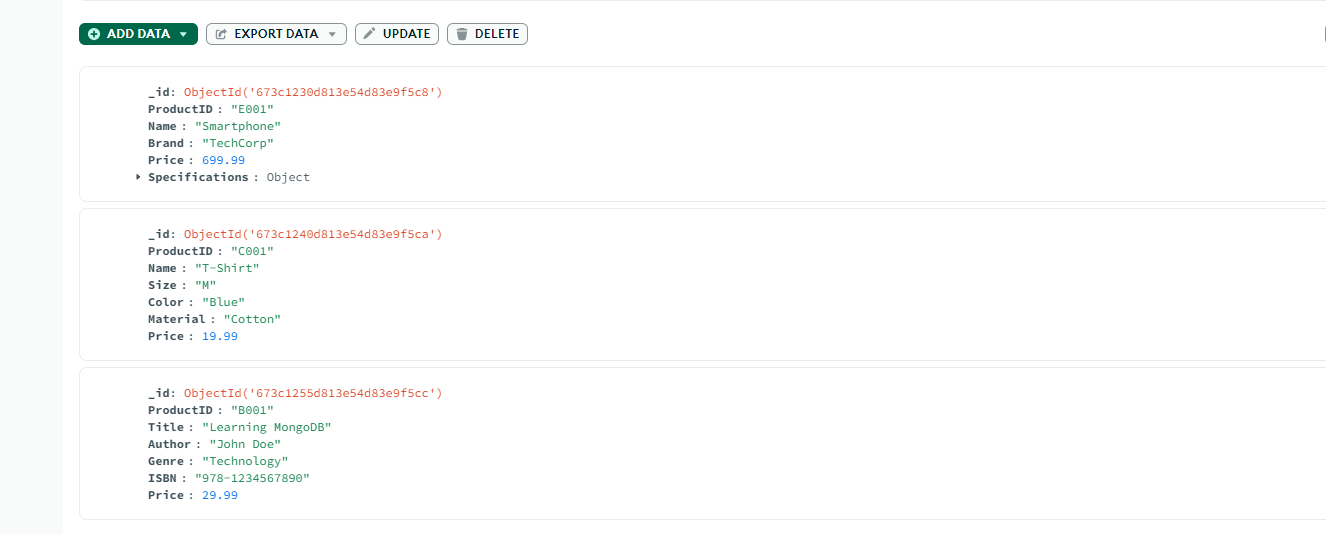 ADD DATA EXPORT DATA UPDATE DELETE
_id: ObjectId('673c1230d813e54d83e9f5c8')
ProductID : "E001"
Name : "Smartphone"
Brand : "TechCorp"
Price : 699.99
Specifications : Object
_id: ObjectId('673c1240d813e54d83e9f5ca')
ProductID : "C001"
Name : "T-Shirt"
Size : "M"
Color : "Blue"
Material : "Cotton"
Price : 19.99
_id: ObjectId('673c1255d813e54d83e9f5cc')
ProductID : "B001"
Title : "Learning MongoDB"
Author : "John Doe"
Genre : "Technology"
ISBN : "978-1234567890"
Price : 29.99